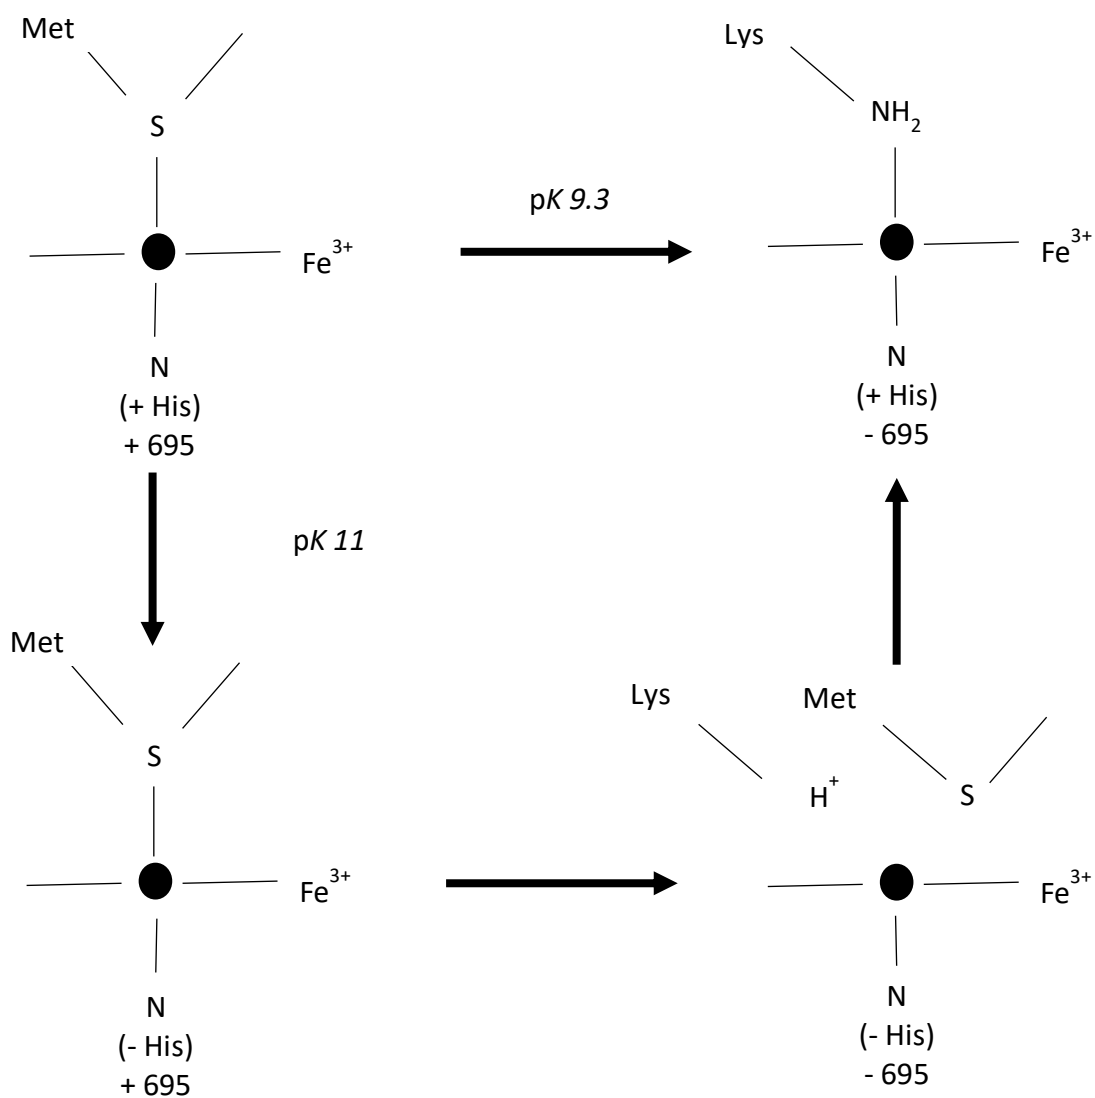 Met
S
Fe³⁺
N
(+ His)
+ 695
pK 9.3
Lys
NH₂
Fe³⁺
N
(+ His)
- 695
pK 11
Met
S
Fe³⁺
N
(- His)
+ 695
Lys
H⁺
Met
S
Fe³⁺
N
(- His)
- 695